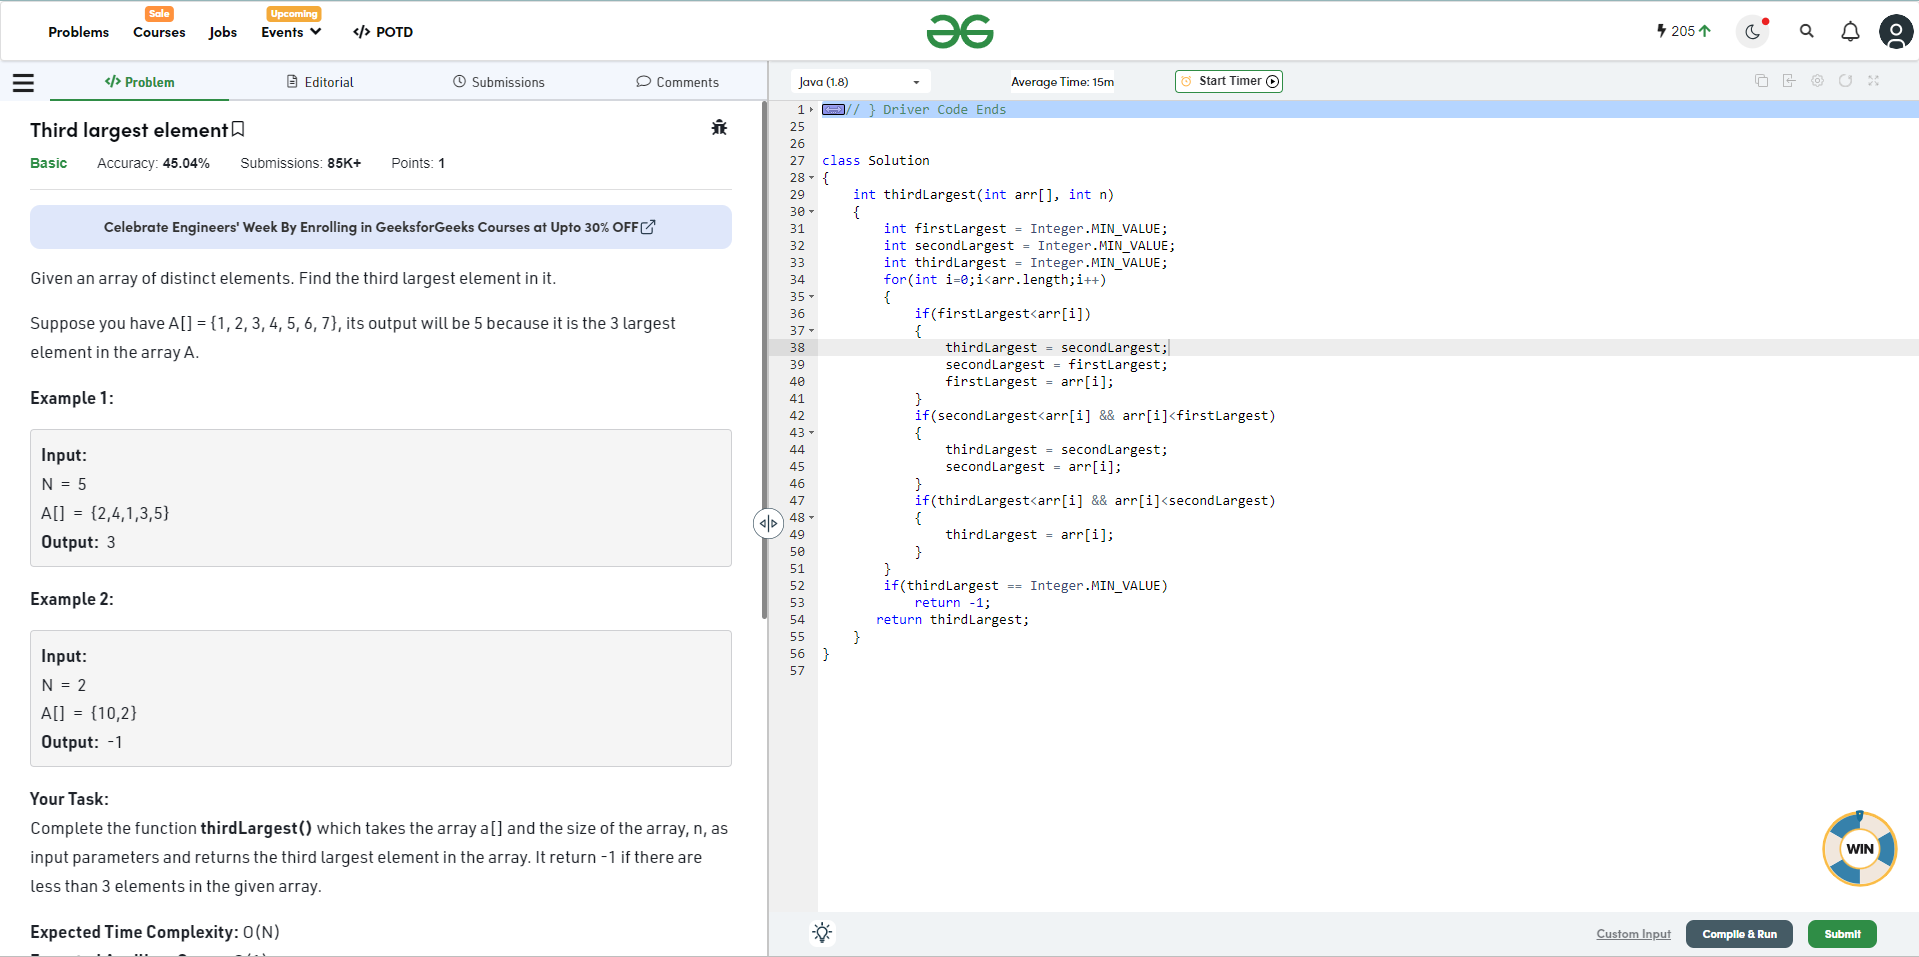 Problems
Sale
Courses
Jobs
Upcoming
Events
</> POTD
205
</> Problem
Editorial
Submissions
Comments
Third largest element
Basic Accuracy: 45.04% Submissions: 85K+ Points: 1
Celebrate Engineers' Week By Enrolling in GeeksforGeeks Courses at Upto 30% OFF
Given an array of distinct elements. Find the third largest element in it.
Suppose you have A[] = {1, 2, 3, 4, 5, 6, 7}, its output will be 5 because it is the 3 largest
element in the array A.
Example 1:
Input:
N = 5
A[] = {2,4,1,3,5}
Output: 3
Example 2:
Input:
N = 2
A[] = {10,2}
Output: -1
Your Task:
Complete the function thirdLargest() which takes the array a[] and the size of the array, n, as
input parameters and returns the third largest element in the array. It return -1 if there are
less than 3 elements in the given array.
Expected Time Complexity: O(N)
Java (1.8)
Average Time: 15m
Start Timer
1 // } Driver Code Ends
25
26
27 class Solution
28 {
29 int thirdLargest(int arr[], int n)
30 {
31 int firstLargest = Integer.MIN_VALUE;
32 int secondLargest = Integer.MIN_VALUE;
33 int thirdLargest = Integer.MIN_VALUE;
34 for(int i=0;i<arr.length;i++)
35 {
36 if(firstLargest<arr[i])
37 {
38 thirdLargest = secondLargest;
39 secondLargest = firstLargest;
40 firstLargest = arr[i];
41 }
42 if(secondLargest<arr[i] && arr[i]<firstLargest)
43 {
44 thirdLargest = secondLargest;
45 secondLargest = arr[i];
46 }
47 if(thirdLargest<arr[i] && arr[i]<secondLargest)
48 {
49 thirdLargest = arr[i];
50 }
51 }
52 if(thirdLargest == Integer.MIN_VALUE)
53 return -1;
54 return thirdLargest;
55 }
56 }
57
WIN
Custom Input
Compile & Run
Submit